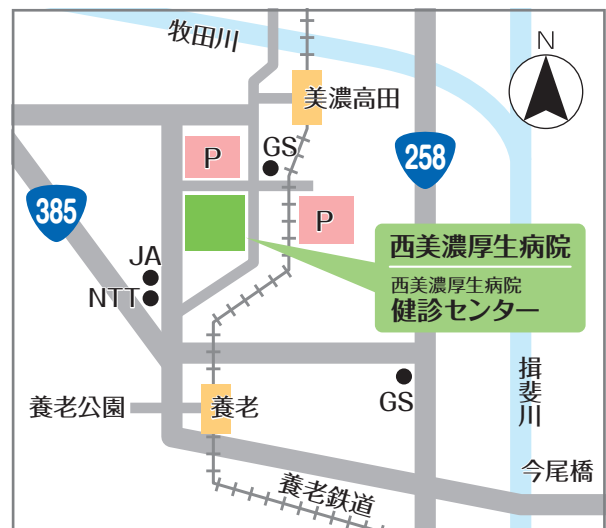 牧田川
N
美濃高田
GS
P
258
385
P
西美濃厚生病院
西美濃厚生病院
健診センター
JA
NTT
揖斐川
養老公園
養老
GS
今尾橋
養老鉄道